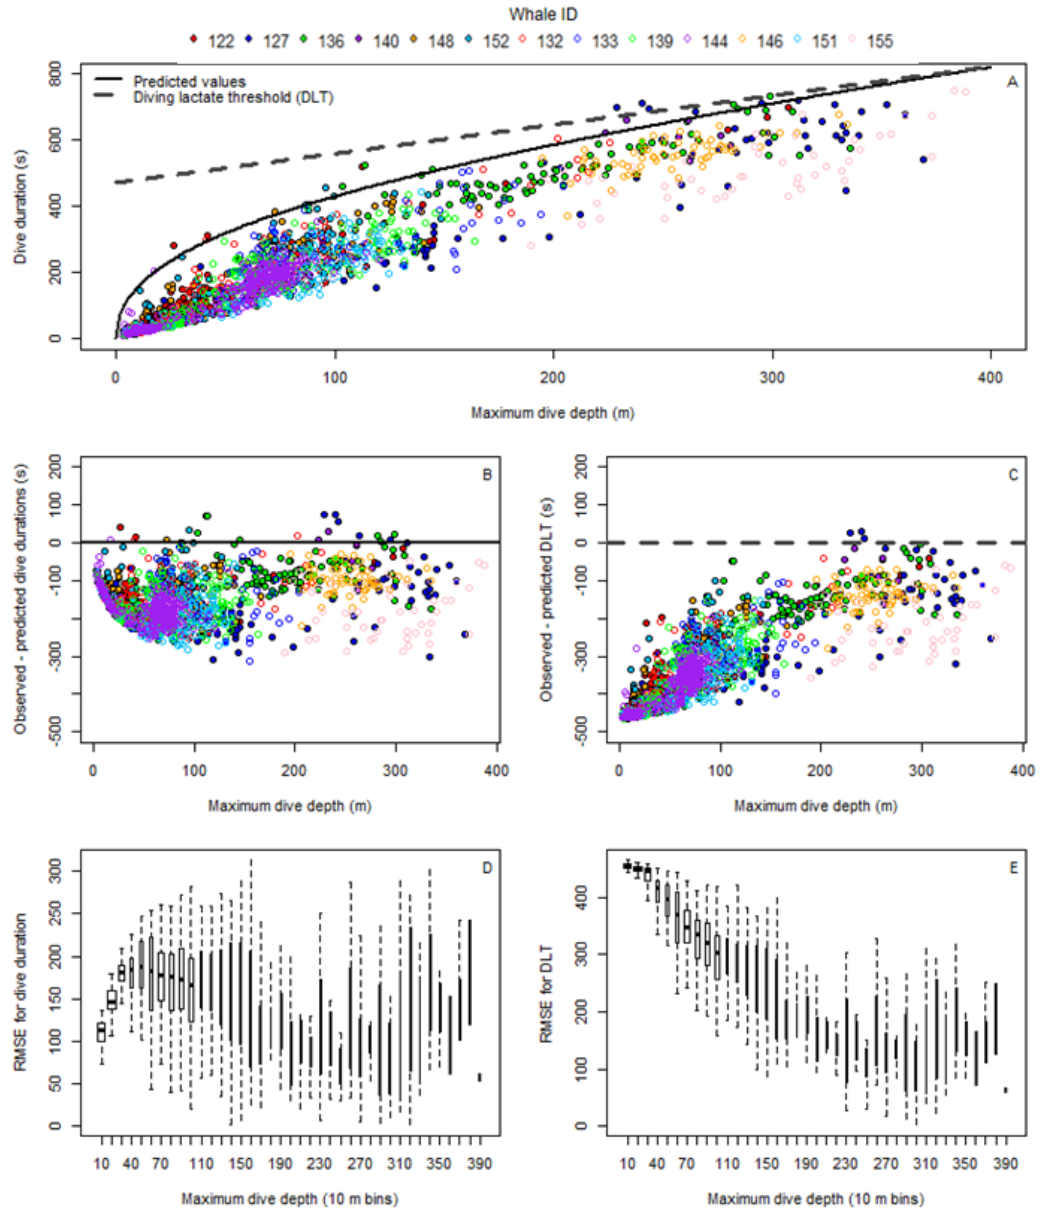 Whale ID
122 127 136 140 148 152 132 133 139 144 146 151 155
A
Predicted values
Diving lactate threshold (DLT)
Dive duration (s)
800
600
400
200
0
0 100 200 300 400
Maximum dive depth (m)
B
Observed - predicted dive durations (s)
200
100
0
-100
-300
-500
0 100 200 300 400
Maximum dive depth (m)
C
Observed - predicted DLT (s)
200
100
0
-100
-300
-500
0 100 200 300 400
Maximum dive depth (m)
D
RMSE for dive duration
300
250
200
150
100
50
0
10 40 70 110 150 190 230 270 310 350 390
Maximum dive depth (10 m bins)
E
RMSE for DLT
400
300
200
100
0
10 40 70 110 150 190 230 270 310 350 390
Maximum dive depth (10 m bins)